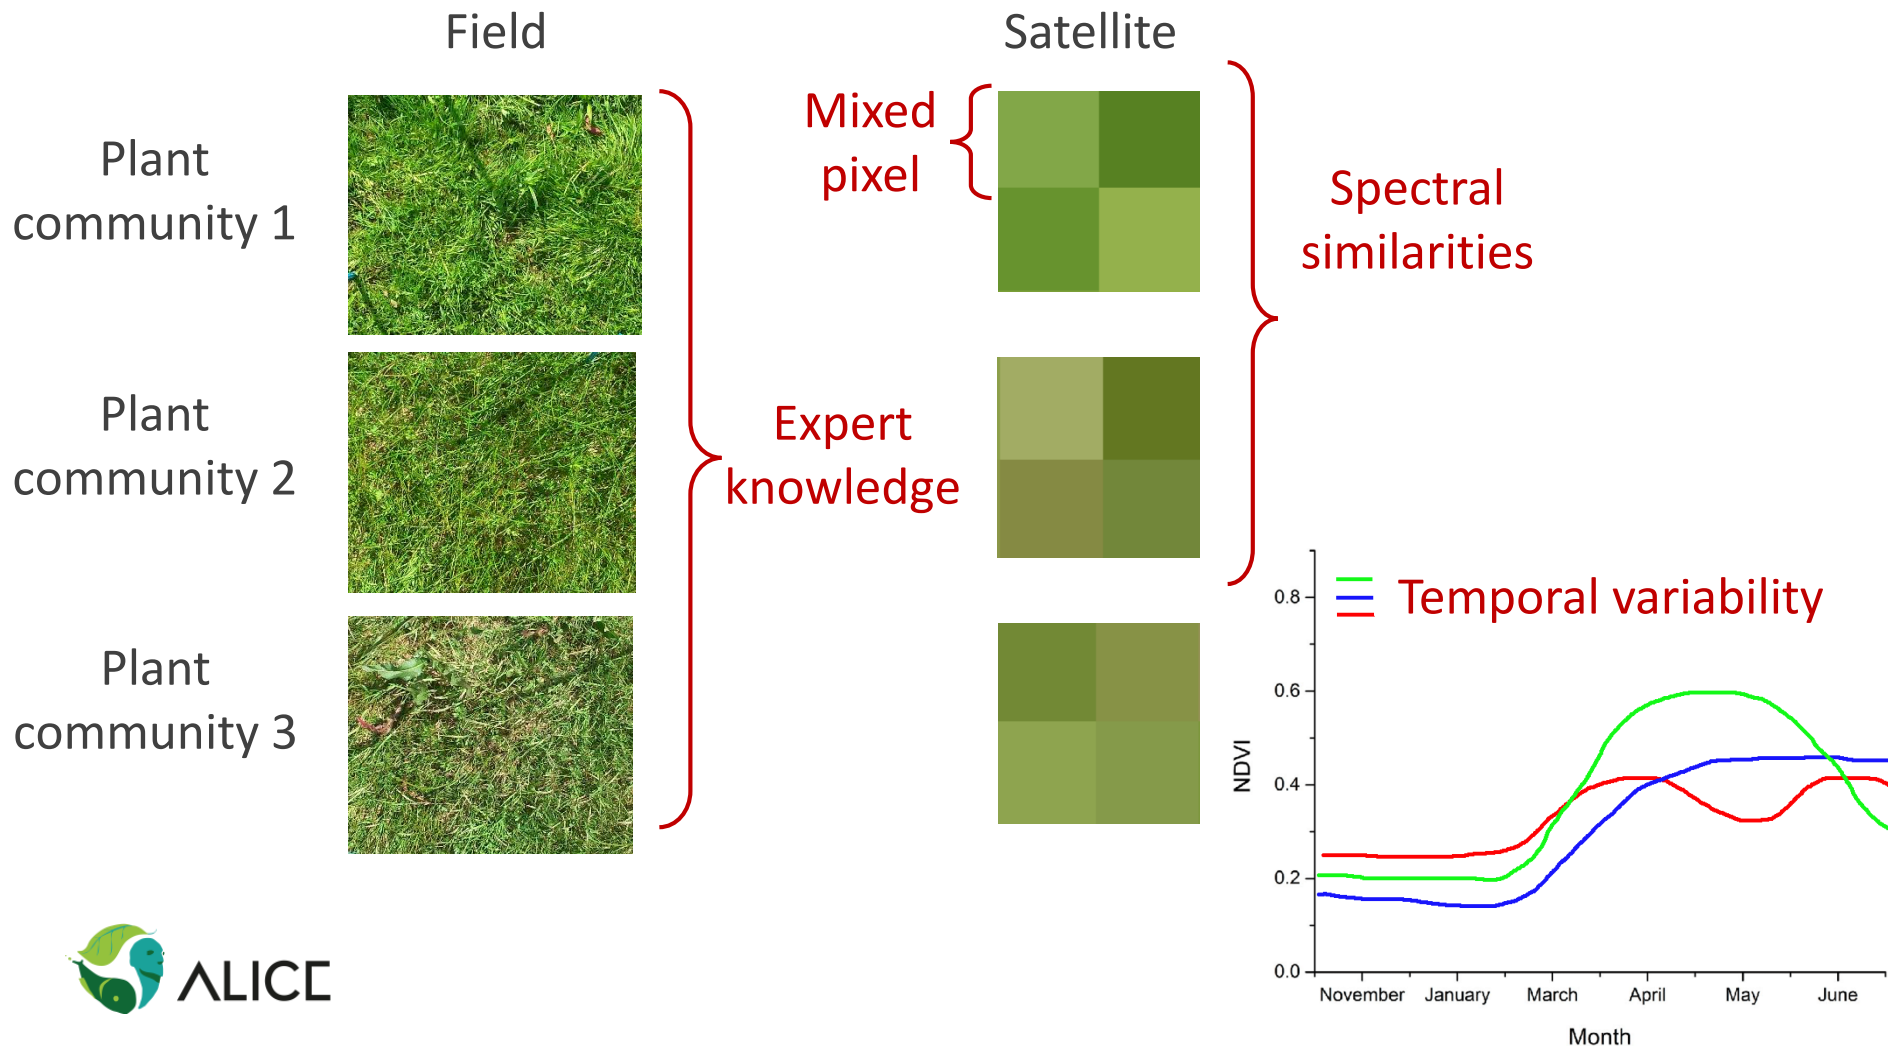 Field
Satellite
Plant
community 1
Mixed
pixel
Spectral
similarities
Plant
community 2
Expert
knowledge
Plant
community 3
Temporal variability
0.8
0.6
0.4
0.2
0.0
NDVI
November January March April May June
Month
ALICE